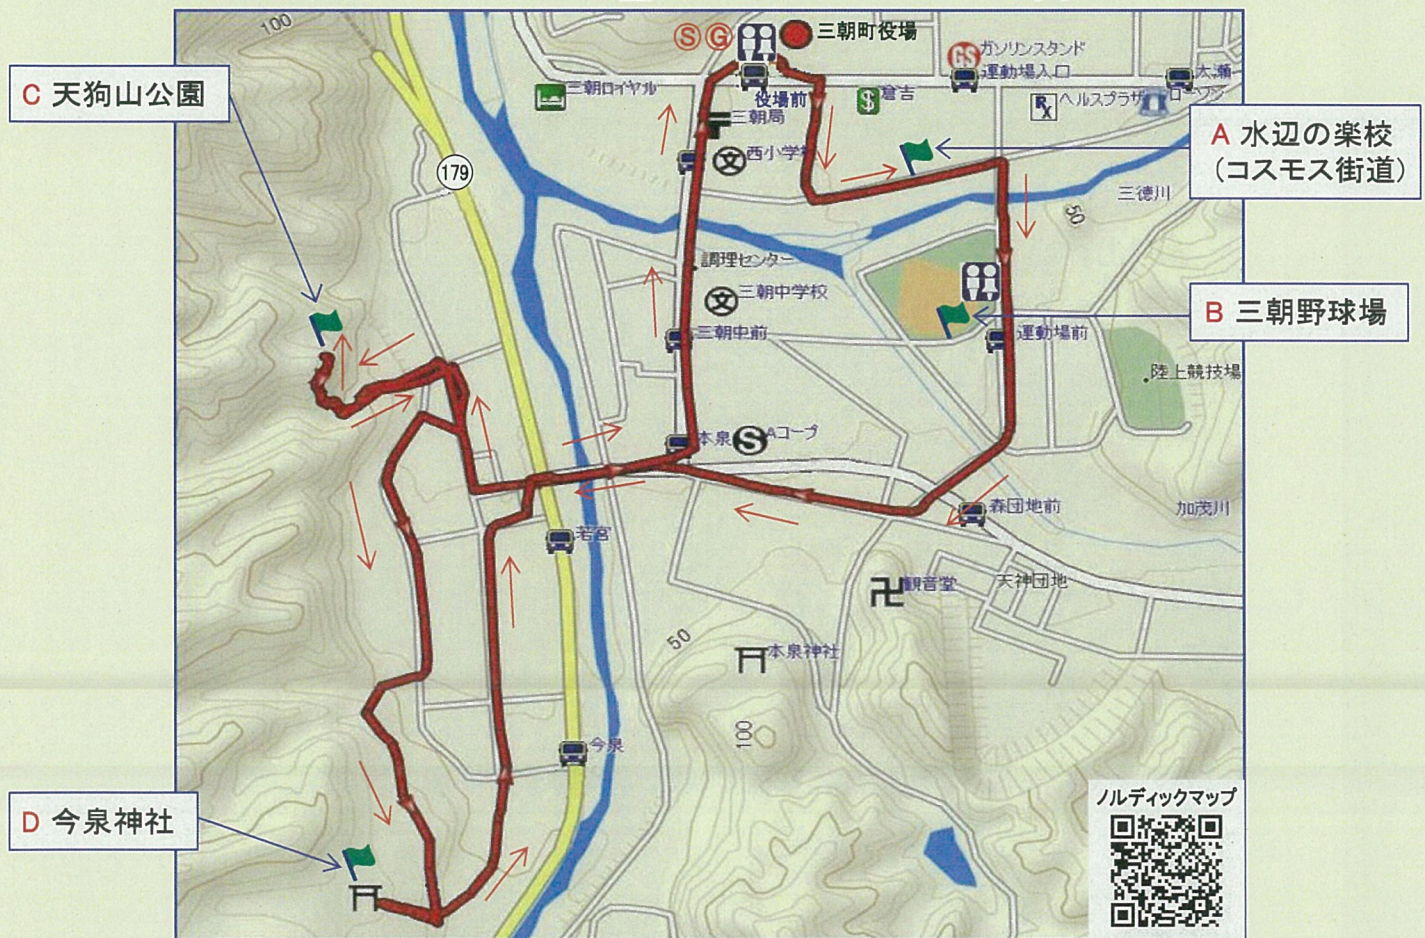 100
S G
三朝町役場
ガソリンスタンド
運動場入口
大瀬
三朝ロイヤル
倉吉
ヘルスプラザ
ローソン
役場前
三朝局
西小学校
C 天狗山公園
A 水辺の楽校
(コスモス街道)
179
三徳川
50
調理センター
三朝中学校
三朝中前
運動場前
B 三朝野球場
陸上競技場
本泉
Aコープ
森団地前
加茂川
若宮
観音堂
天神団地
50
本泉神社
100
今泉
D 今泉神社
ノルディックマップ